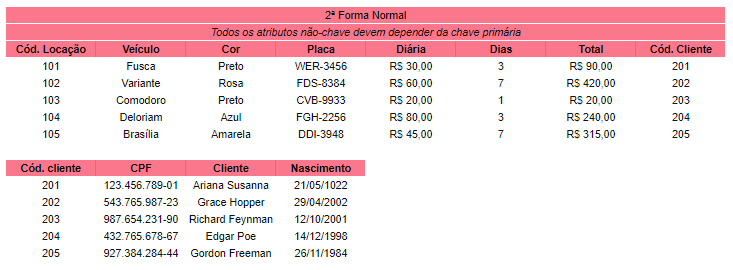 2ª Forma Normal
Todos os atributos não-chave devem depender da chave primária
Cód. Locação Veículo Cor Placa Diária Dias Total Cód. Cliente
101 Fusca Preto WER-3456 R$ 30,00 3 R$ 90,00 201
102 Variante Rosa FDS-8384 R$ 60,00 7 R$ 420,00 202
103 Comodoro Preto CVB-9933 R$ 20,00 1 R$ 20,00 203
104 Deloriam Azul FGH-2256 R$ 80,00 3 R$ 240,00 204
105 Brasília Amarela DDI-3948 R$ 45,00 7 R$ 315,00 205
Cód. cliente CPF Cliente Nascimento
201 123.456.789-01 Ariana Susanna 21/05/1022
202 543.765.987-23 Grace Hopper 29/04/2002
203 987.654.231-90 Richard Feynman 12/10/2001
204 432.765.678-67 Edgar Poe 14/12/1998
205 927.384.284-44 Gordon Freeman 26/11/1984